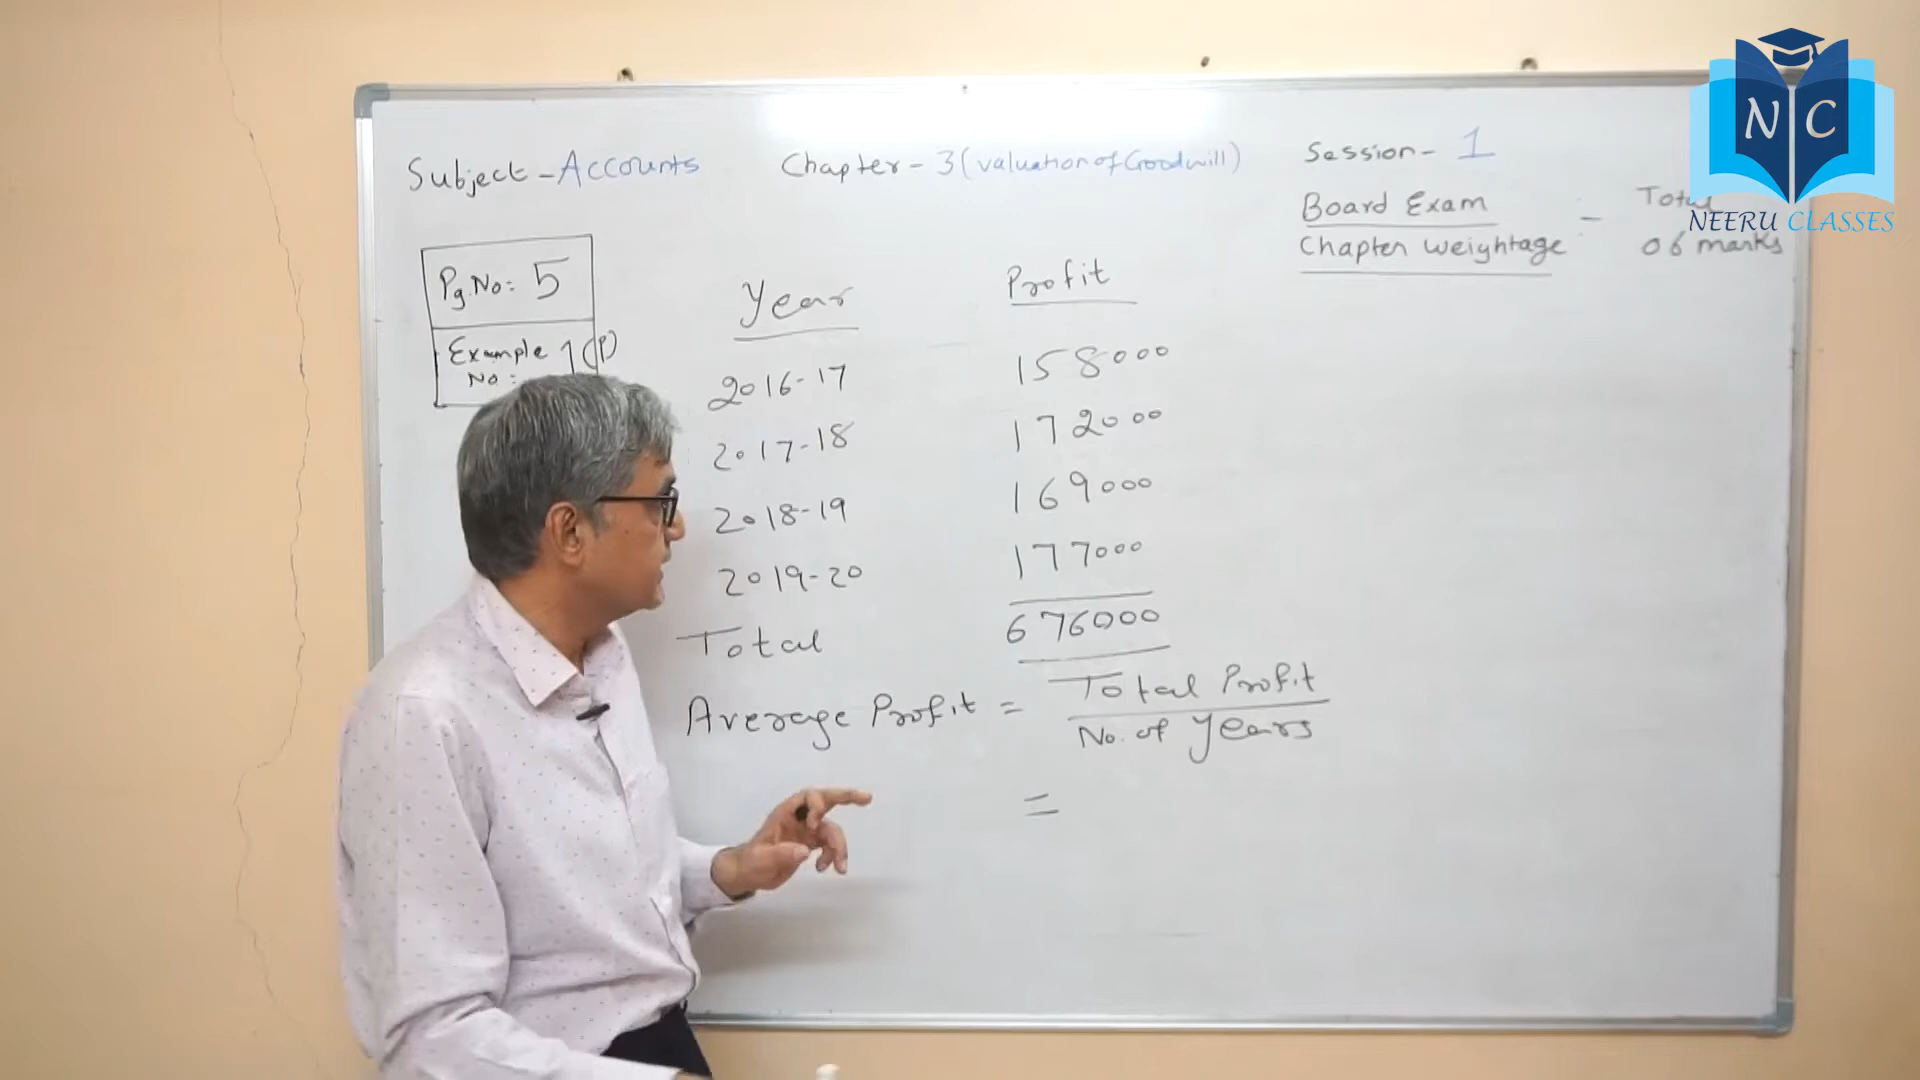 Subject - Accounts
Chapter - 3 (valuation of Goodwill)
Session - 1
Board Exam
Chapter weightage
- Total
06 marks
N C
NEERU CLASSES
Pg. No: 5
Example 1 (P)
No:
Year Profit
2016-17 158000
2017-18 172000
2018-19 169000
2019-20 177000
Total 676000
Average Profit = Total Profit
No. of years
=